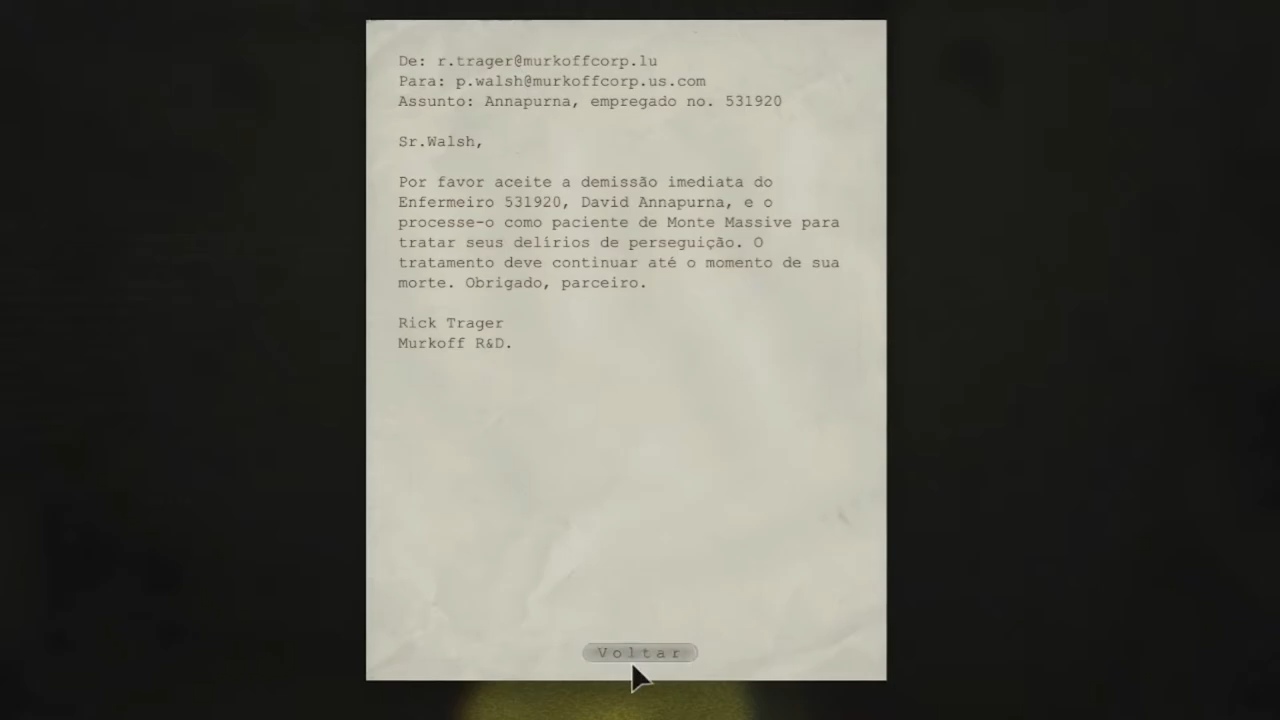 De: r.trager@murkoffcorp.lu
Para: p.walsh@murkoffcorp.us.com
Assunto: Annapurna, empregado no. 531920
Sr.Walsh,
Por favor aceite a demissão imediata do
Enfermeiro 531920, David Annapurna, e o
processe-o como paciente de Monte Massive para
tratar seus delírios de perseguição. O
tratamento deve continuar até o momento de sua
morte. Obrigado, parceiro.
Rick Trager
Murkoff R&D.
Voltar